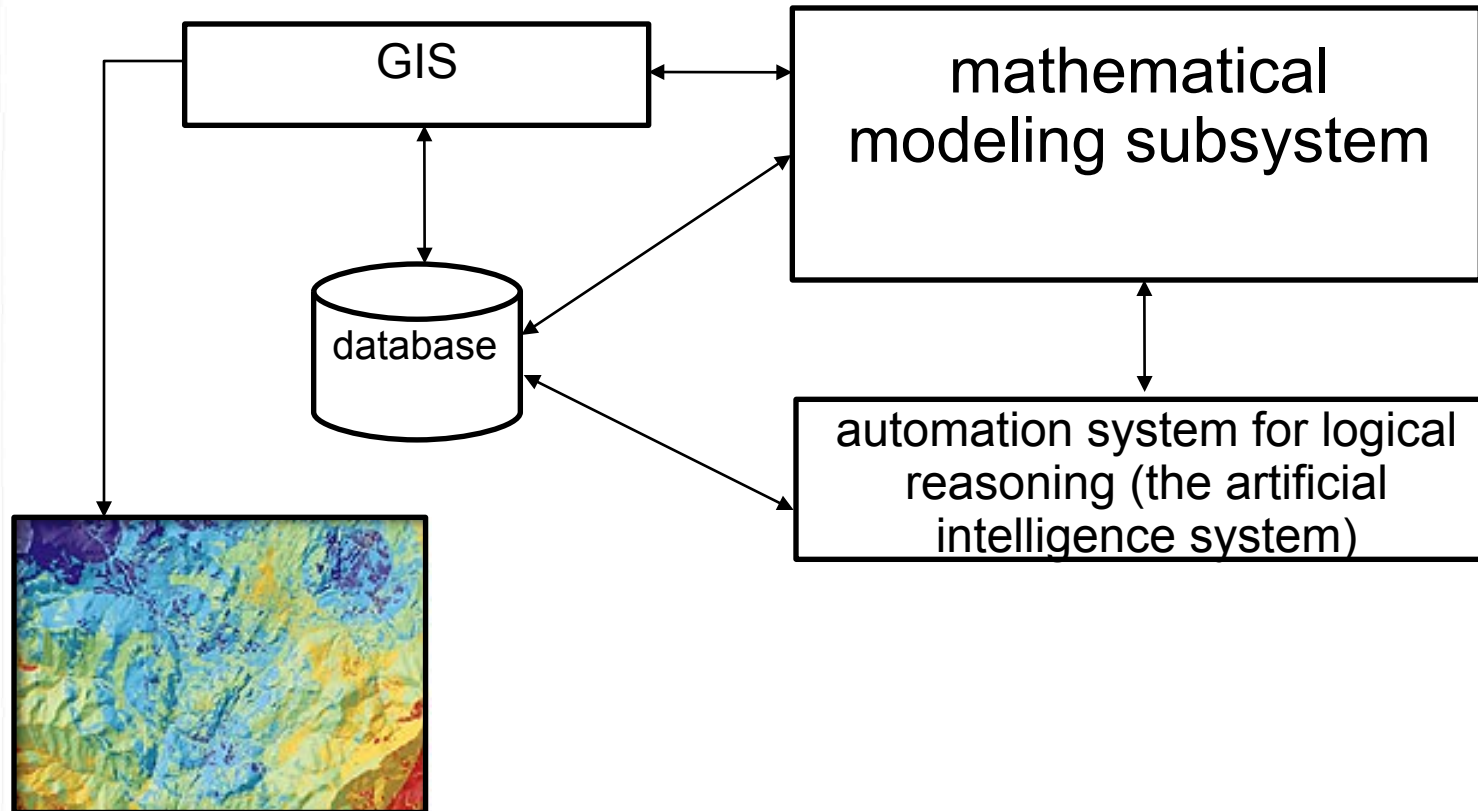 GIS
mathematical
modeling subsystem
database
automation system for logical
reasoning (the artificial
intelligence system)